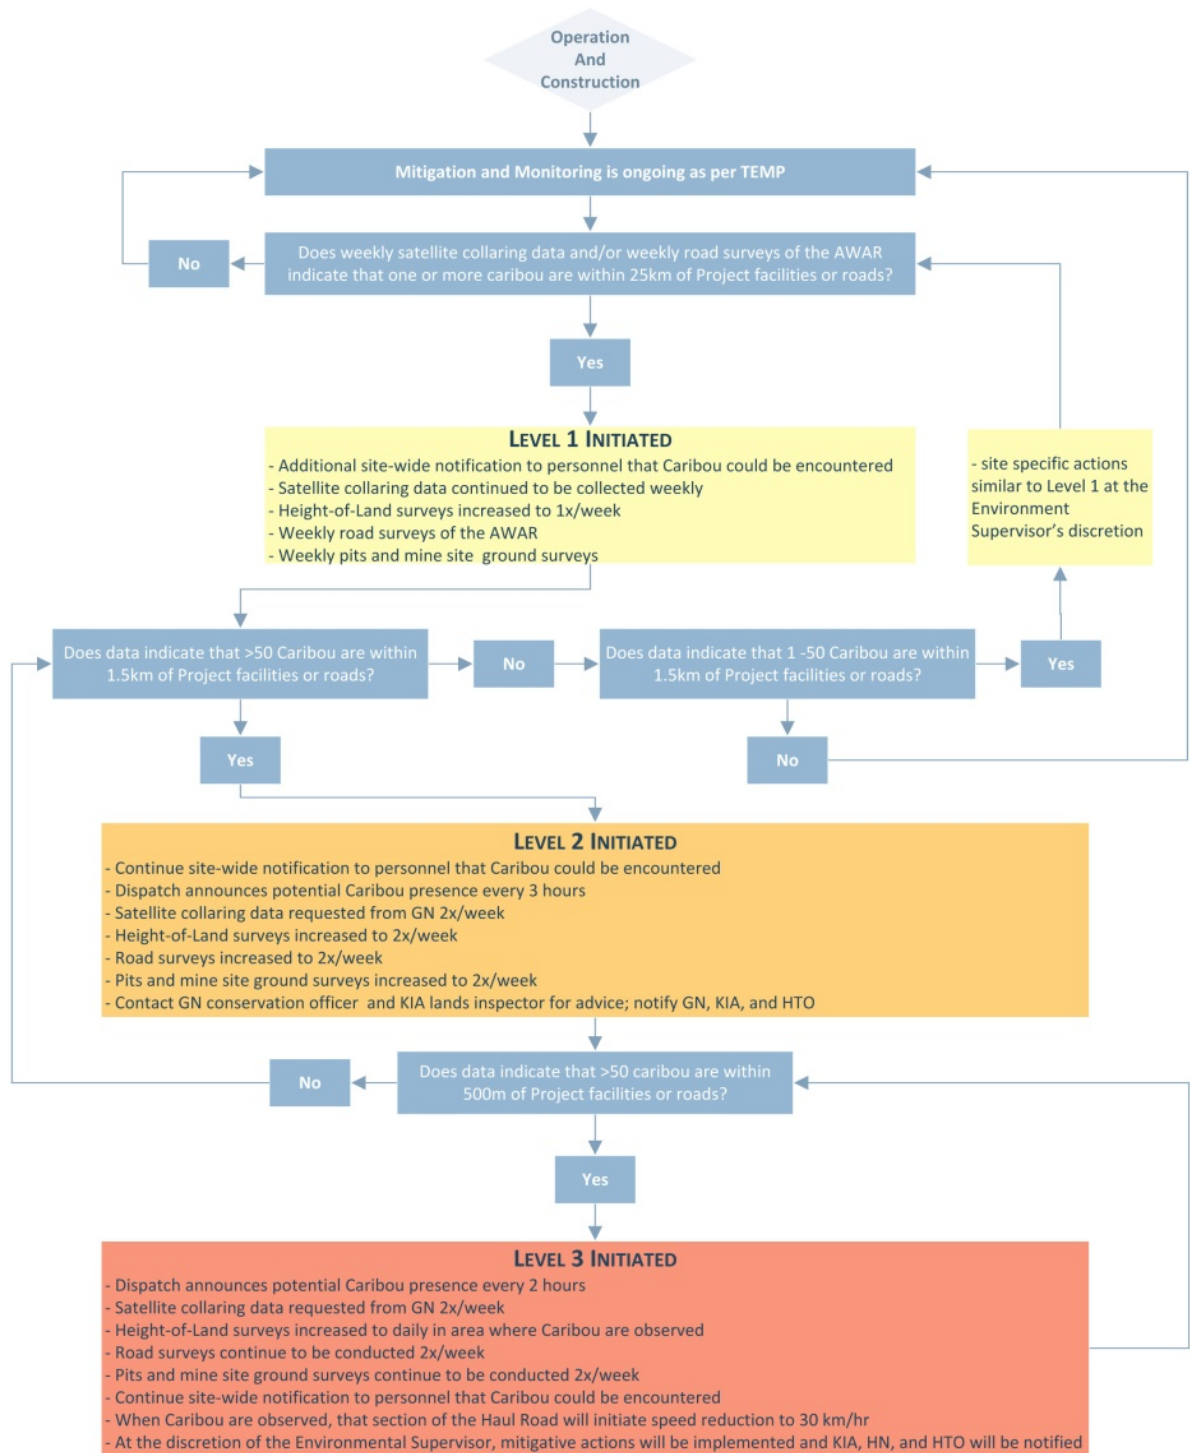 Operation
And
Construction
Mitigation and Monitoring is ongoing as per TEMP
No
Does weekly satellite collaring data and/or weekly road surveys of the AWAR
indicate that one or more caribou are within 25km of Project facilities or roads?
Yes
LEVEL 1 INITIATED
- Additional site-wide notification to personnel that Caribou could be encountered
- Satellite collaring data continued to be collected weekly
- Height-of-Land surveys increased to 1x/week
- Weekly road surveys of the AWAR
- Weekly pits and mine site ground surveys
- site specific actions
similar to Level 1 at the
Environment
Supervisor's discretion
Does data indicate that >50 Caribou are within
1.5km of Project facilities or roads?
No
Does data indicate that 1 -50 Caribou are within
1.5km of Project facilities or roads?
Yes
Yes
No
LEVEL 2 INITIATED
- Continue site-wide notification to personnel that Caribou could be encountered
- Dispatch announces potential Caribou presence every 3 hours
- Satellite collaring data requested from GN 2x/week
- Height-of-Land surveys increased to 2x/week
- Road surveys increased to 2x/week
- Pits and mine site ground surveys increased to 2x/week
- Contact GN conservation officer and KIA lands inspector for advice; notify GN, KIA, and HTO
No
Does data indicate that >50 caribou are within
500m of Project facilities or roads?
Yes
LEVEL 3 INITIATED
- Dispatch announces potential Caribou presence every 2 hours
- Satellite collaring data requested from GN 2x/week
- Height-of-Land surveys increased to daily in area where Caribou are observed
- Road surveys continue to be conducted 2x/week
- Pits and mine site ground surveys continue to be conducted 2x/week
- Continue site-wide notification to personnel that Caribou could be encountered
- When Caribou are observed, that section of the Haul Road will initiate speed reduction to 30 km/hr
- At the discretion of the Environmental Supervisor, mitigative actions will be implemented and KIA, HN, and HTO will be notified